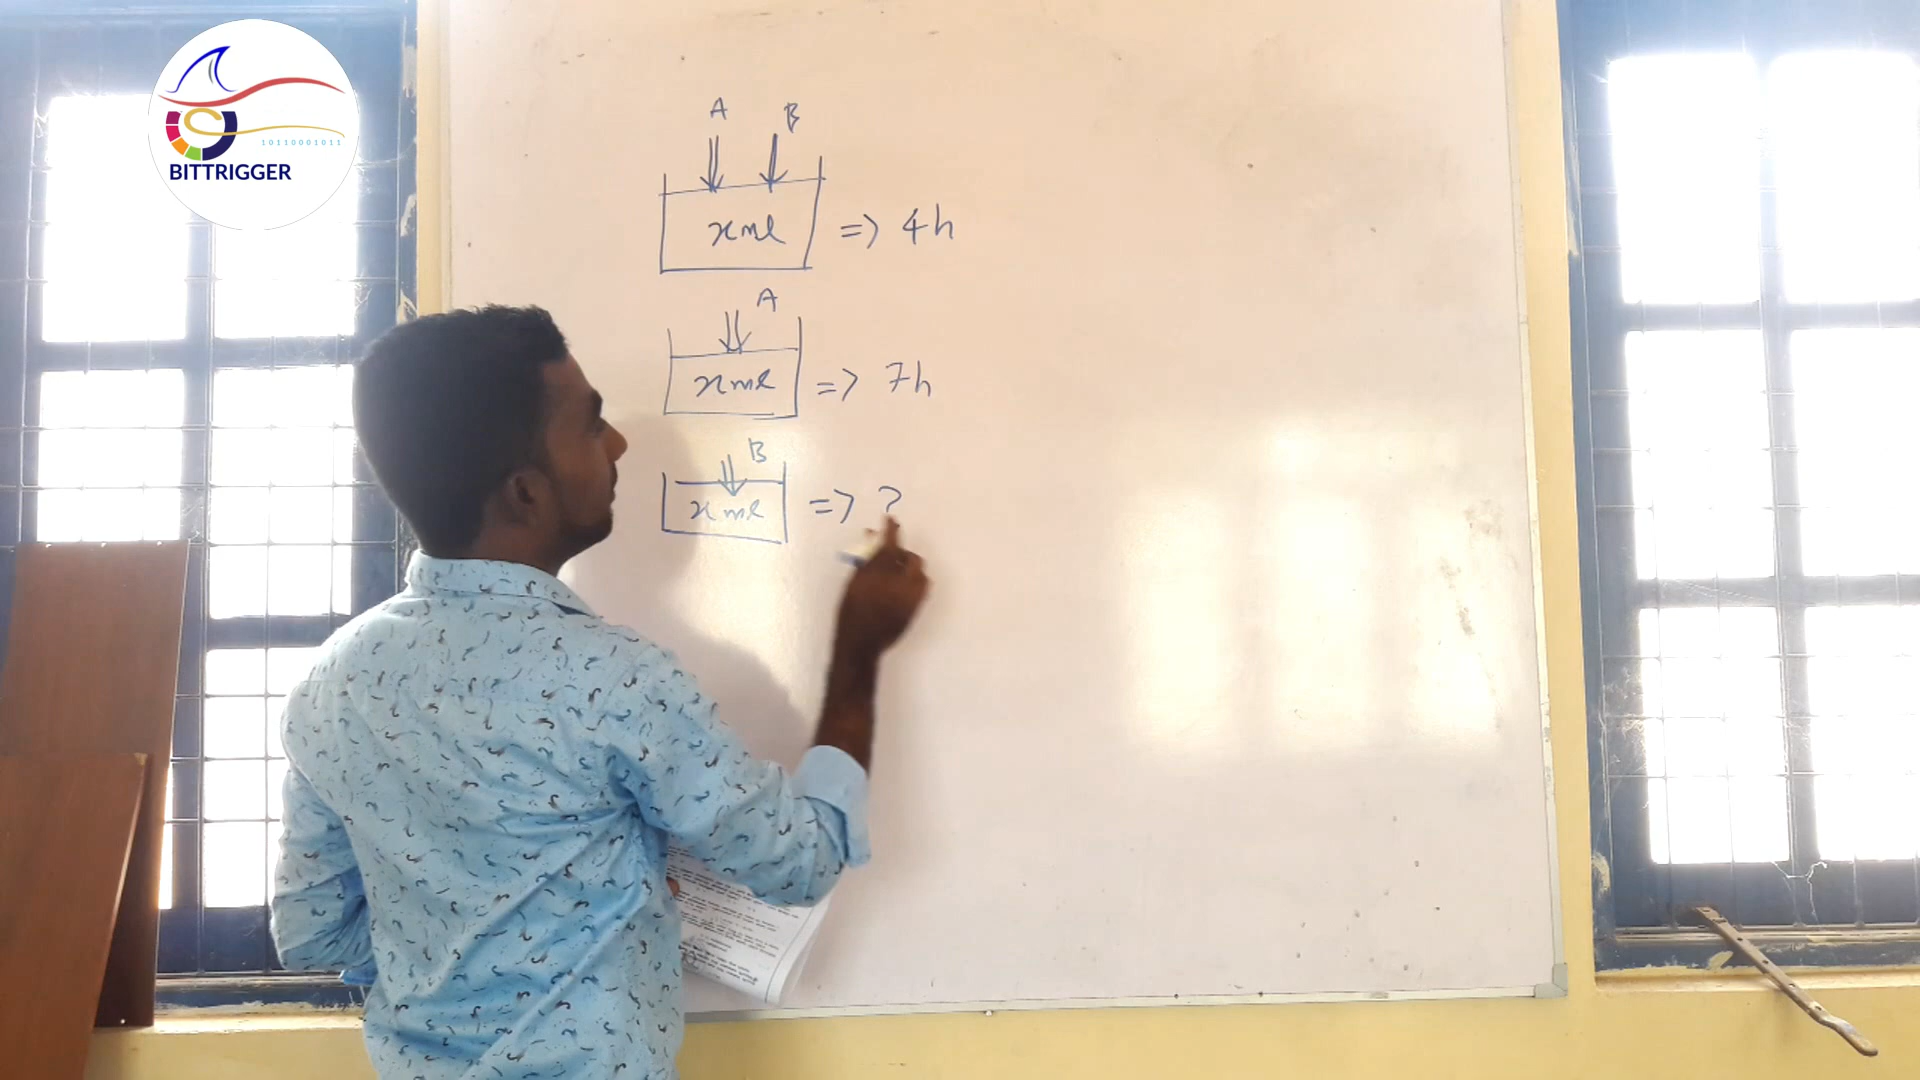 10110001011
BITTRIGGER
A B
xml => 4h
A
xml => 7h
B
xml => ?